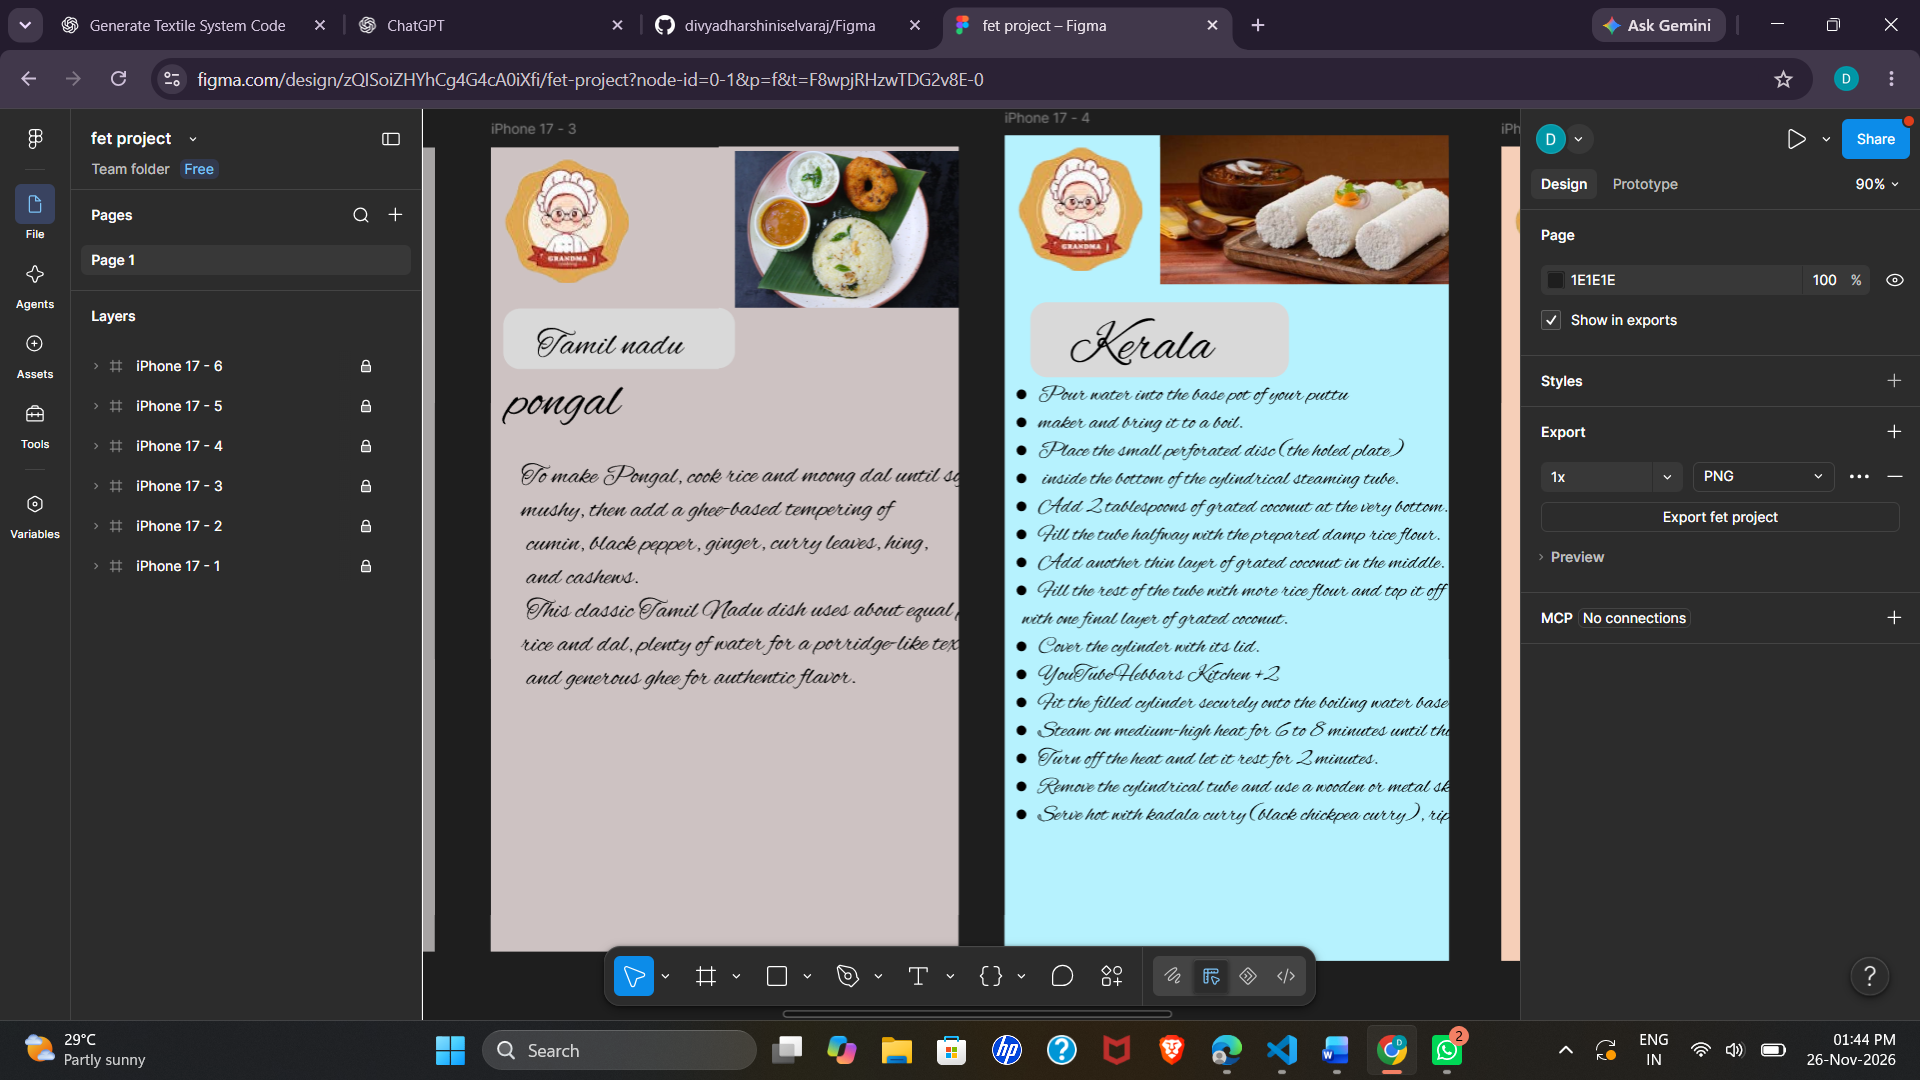 Generate Textile System Code
ChatGPT
divyadharshiniselvaraj/Figma
fet project – Figma
Ask Gemini
figma.com/design/zQISoiZHYhCg4G4cA0iXfi/fet-project?node-id=0-1&p=f&t=F8wpjRHzwTDG2v8E-0
D
fet project
Team folder Free
File
Agents
Assets
Tools
Variables
Pages
Page 1
Layers
iPhone 17 - 6
iPhone 17 - 5
iPhone 17 - 4
iPhone 17 - 3
iPhone 17 - 2
iPhone 17 - 1
iPhone 17 - 3
GRANDMA
Tamil nadu
pongal
To make Pongal, cook rice and moong dal until
mushy, then add a ghee-based tempering of
cumin, black pepper, ginger, curry leaves, hing,
and cashews.
This classic Tamil Nadu dish uses about equal
rice and dal, plenty of water for a porridge-like tex
and generous ghee for authentic flavor.
iPhone 17 - 4
GRANDMA
Kerala
● Pour water into the base pot of your puttu
● maker and bring it to a boil.
● Place the small perforated disc (the holed plate)
● inside the bottom of the cylindrical steaming tube.
● Add 2 tablespoons of grated coconut at the very bottom.
● Fill the tube halfway with the prepared damp rice flour.
● Add another thin layer of grated coconut in the middle.
● Fill the rest of the tube with more rice flour and top it off
with one final layer of grated coconut.
● Cover the cylinder with its lid.
● YouTubeHebbars Kitchen +2
● Fit the filled cylinder securely onto the boiling water base
● Steam on medium-high heat for 6 to 8 minutes until
● Turn off the heat and let it rest for 2 minutes.
● Remove the cylindrical tube and use a wooden or metal sk
● Serve hot with kadala curry (black chickpea curry), rip
iPh
D
Share
Design
Prototype
90%
Page
1E1E1E
100 %
Show in exports
Styles
Export
1x
PNG
Export fet project
Preview
MCP No connections
29°C
Partly sunny
Search
2
ENG
IN
01:44 PM
26-Nov-2026